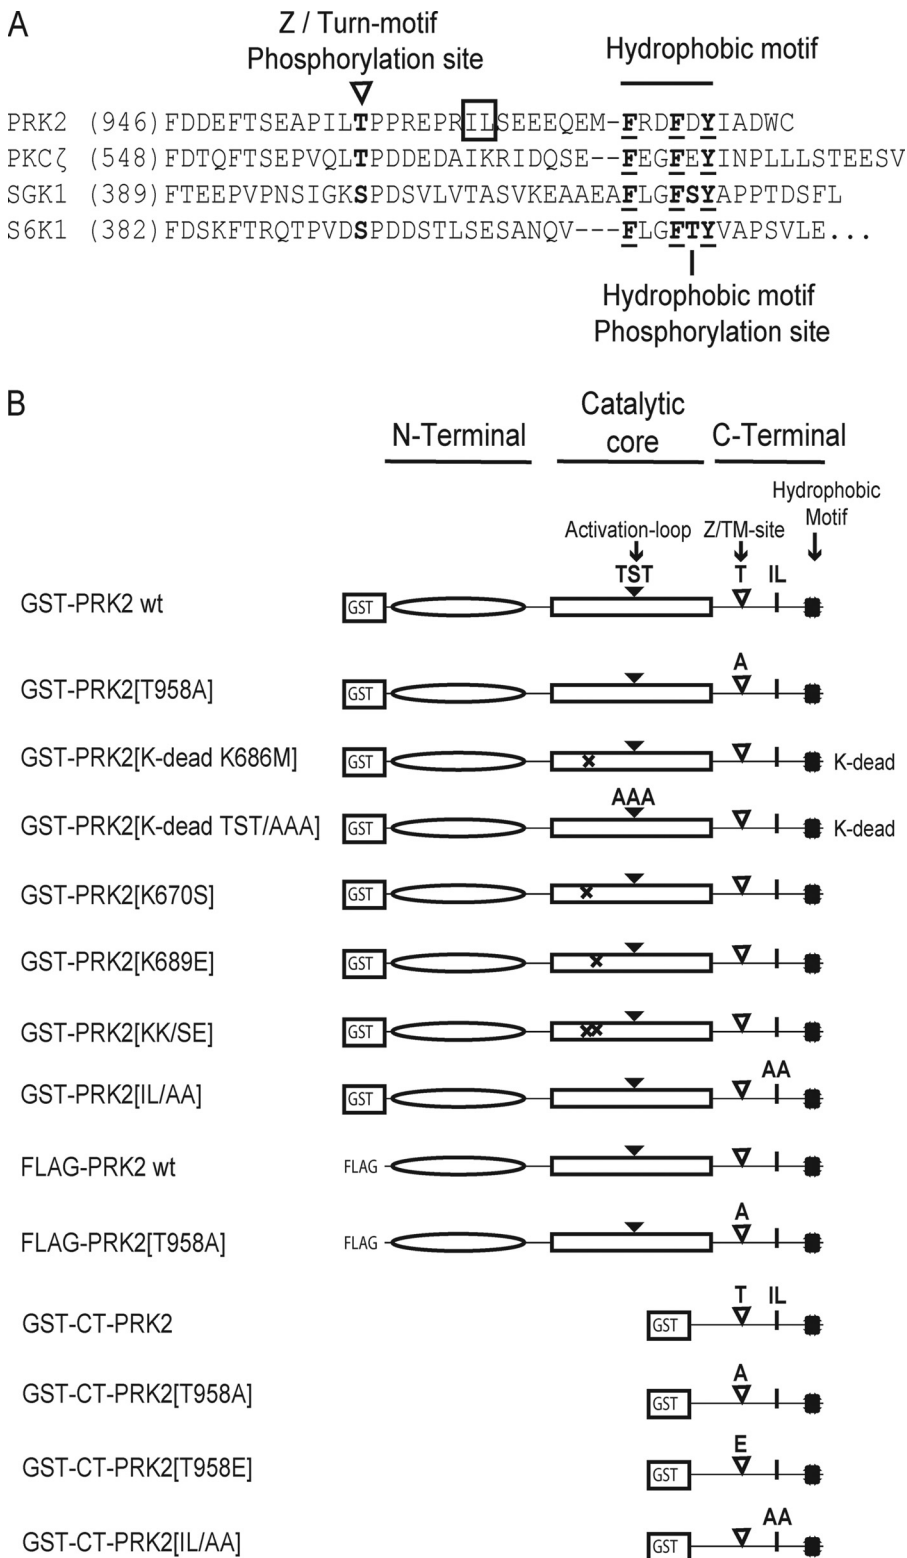 A
Z / Turn-motif
Phosphorylation site
Hydrophobic motif
PRK2 (946) FDDEFTSEAPILTPPREPRILSEEEQEM-FRDFDYIADWC
PKCζ (548) FDTQFTSEPVQLTPDDEDAIKRIDQSE--FEGFEYINPLLLSTEESV
SGK1 (389) FTEEPVPNSIGKSPDSVLVTASVKEAAEAFLGFSYAPPTDSFL
S6K1 (382) FDSKFTRQTPVDSPDDSTLSESANQV---FLGFTYVAPSVLE...
Hydrophobic motif
Phosphorylation site
B
N-Terminal
Catalytic
core
C-Terminal
Hydrophobic
Motif
Activation-loop
Z/TM-site
TST T IL
GST-PRK2 wt GST
A
GST-PRK2[T958A] GST
GST-PRK2[K-dead K686M] GST K-dead
AAA
GST-PRK2[K-dead TST/AAA] GST K-dead
GST-PRK2[K670S] GST
GST-PRK2[K689E] GST
GST-PRK2[KK/SE] GST
AA
GST-PRK2[IL/AA] GST
FLAG-PRK2 wt FLAG
A
FLAG-PRK2[T958A] FLAG
T IL
GST-CT-PRK2 GST
A
GST-CT-PRK2[T958A] GST
E
GST-CT-PRK2[T958E] GST
AA
GST-CT-PRK2[IL/AA] GST